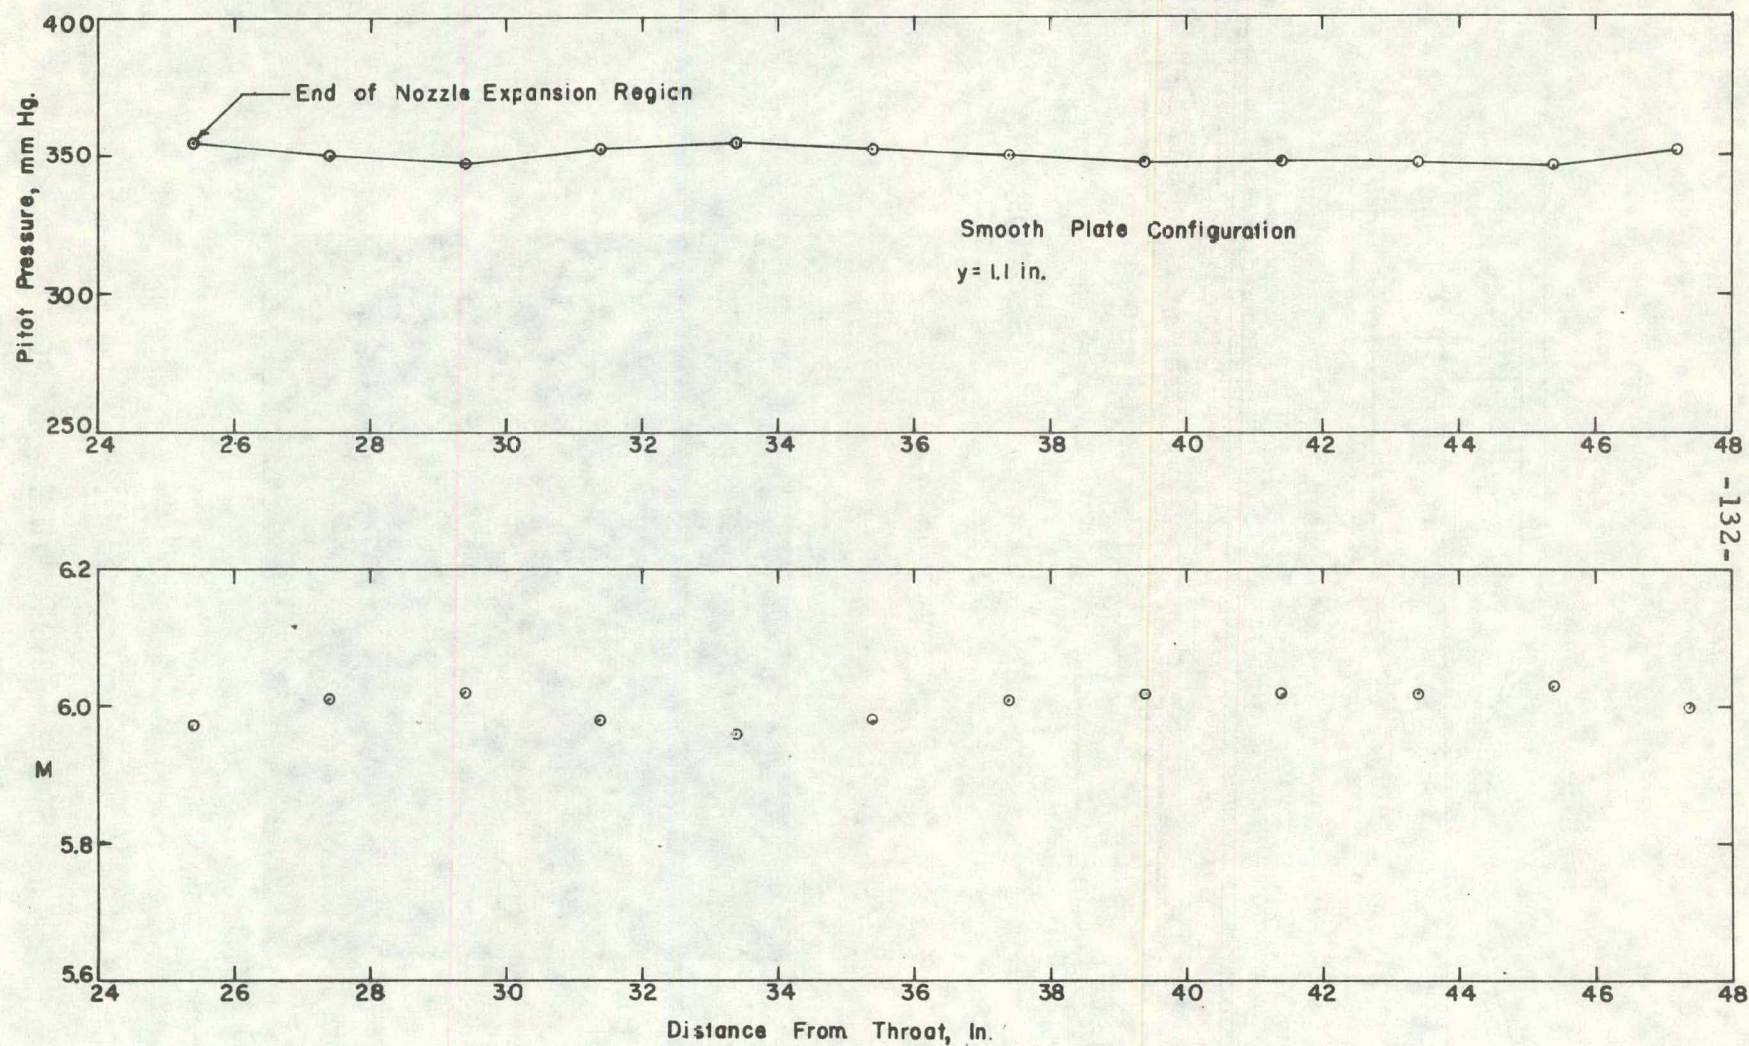 400
End of Nozzle Expansion Region
350
Pitot Pressure, mm Hg.
Smooth Plate Configuration
y = 1.1 in.
300
250
24 26 28 30 32 34 36 38 40 42 44 46 48
-132-
6.2
6.0
M
5.8
5.6
24 26 28 30 32 34 36 38 40 42 44 46 48
Distance From Throat, In.